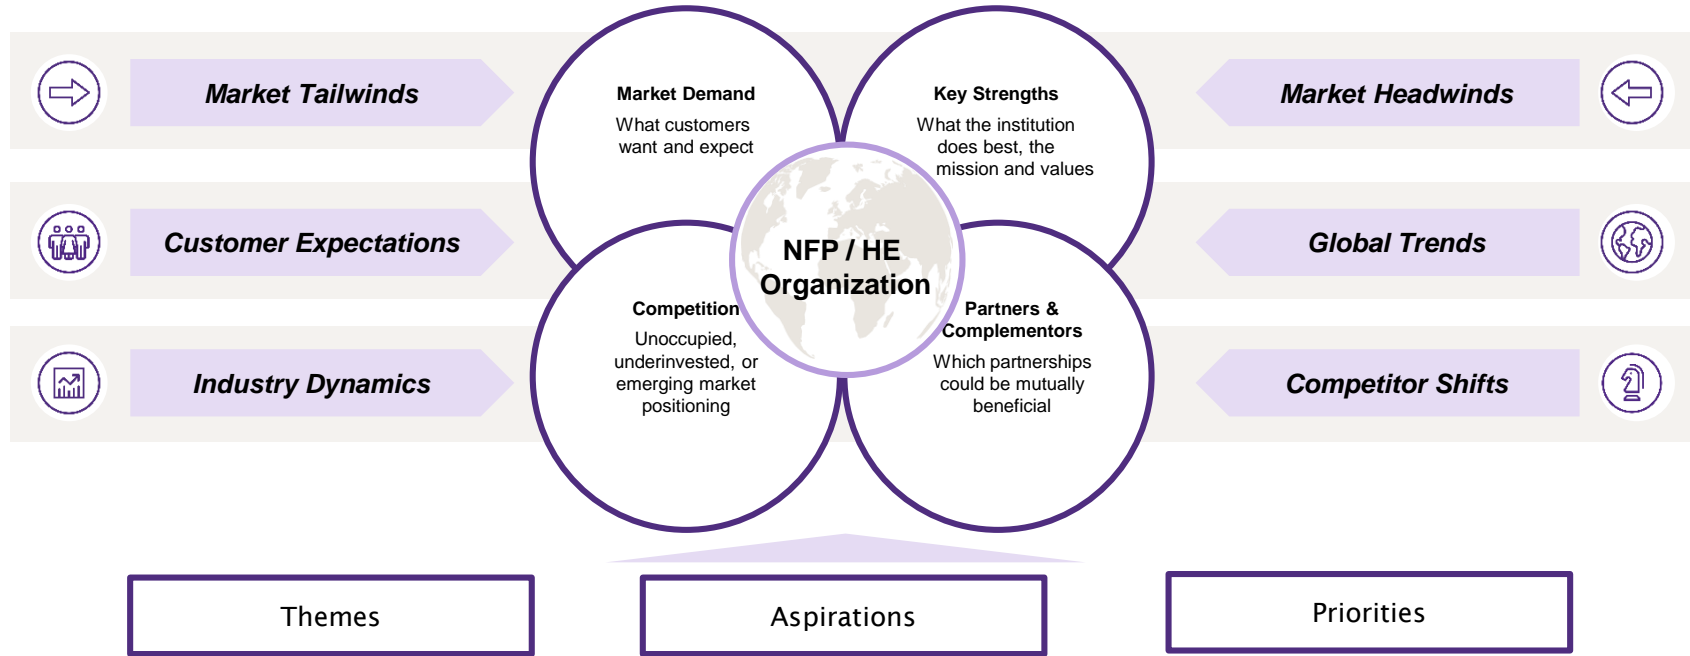 Market Tailwinds
Customer Expectations
Industry Dynamics
Market Demand
What customers
want and expect
Key Strengths
What the institution
does best, the
mission and values
NFP / HE
Organization
Competition
Unoccupied,
underinvested, or
emerging market
positioning
Partners &
Complementors
Which partnerships
could be mutually
beneficial
Market Headwinds
Global Trends
Competitor Shifts
Themes
Aspirations
Priorities